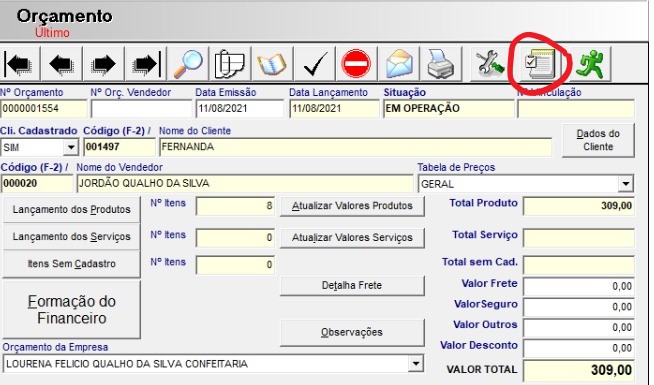 Orçamento
Último
Nº Orçamento Nº Orç. Vendedor Data Emissão Data Lançamento Situação
0000001554 11/08/2021 11/08/2021 EM OPERAÇÃO
Cli. Cadastrado Código (F-2) / Nome do Cliente
SIM 001497 FERNANDA
Dados do
Cliente
Código (F-2) / Nome do Vendedor Tabela de Preços
000020 JORDÃO QUALHO DA SILVA GERAL
Lançamento dos Produtos Nº Itens 8 Atualizar Valores Produtos Total Produto 309,00
Lançamento dos Serviços Nº Itens 0 Atualizar Valores Serviços Total Serviço
Itens Sem Cadastro Nº Itens 0 Total sem Cad.
Detalha Frete Valor Frete 0,00
Formação do
Financeiro
ValorSeguro 0,00
Observações Valor Outros 0,00
Valor Desconto 0,00
Orçamento da Empresa
LOURENA FELICIO QUALHO DA SILVA CONFEITARIA VALOR TOTAL 309,00